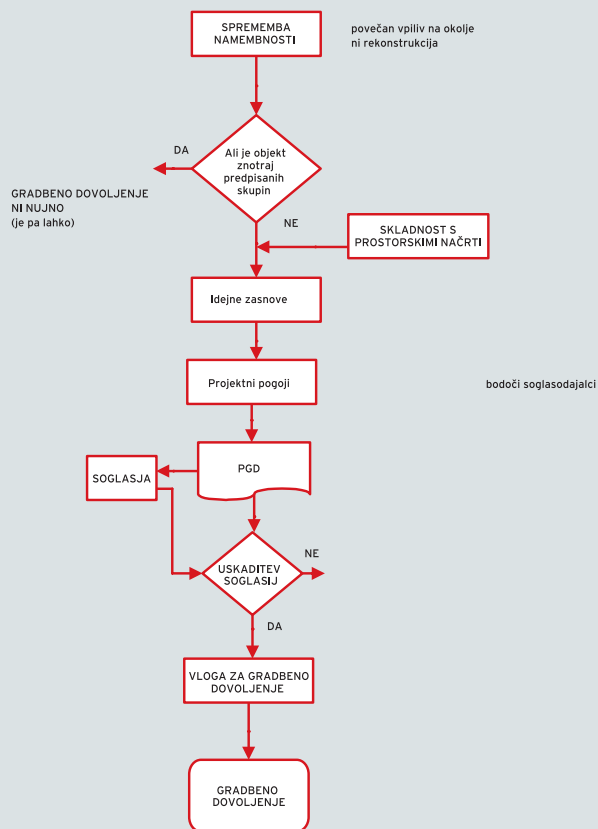 SPREMEMBA
NAMEMBNOSTI
povečan vpiliv na okolje
ni rekonstrukcija
DA
Ali je objekt
znotraj
predpisanih
skupin
GRADBENO DOVOLJENJE
NI NUJNO
(je pa lahko)
NE
SKLADNOST S
PROSTORSKIMI NAČRTI
Idejne zasnove
Projektni pogoji
bodoči soglasodajalci
PGD
SOGLASJA
NE
USKADITEV
SOGLASIJ
DA
VLOGA ZA GRADBENO
DOVOLJENJE
GRADBENO
DOVOLJENJE